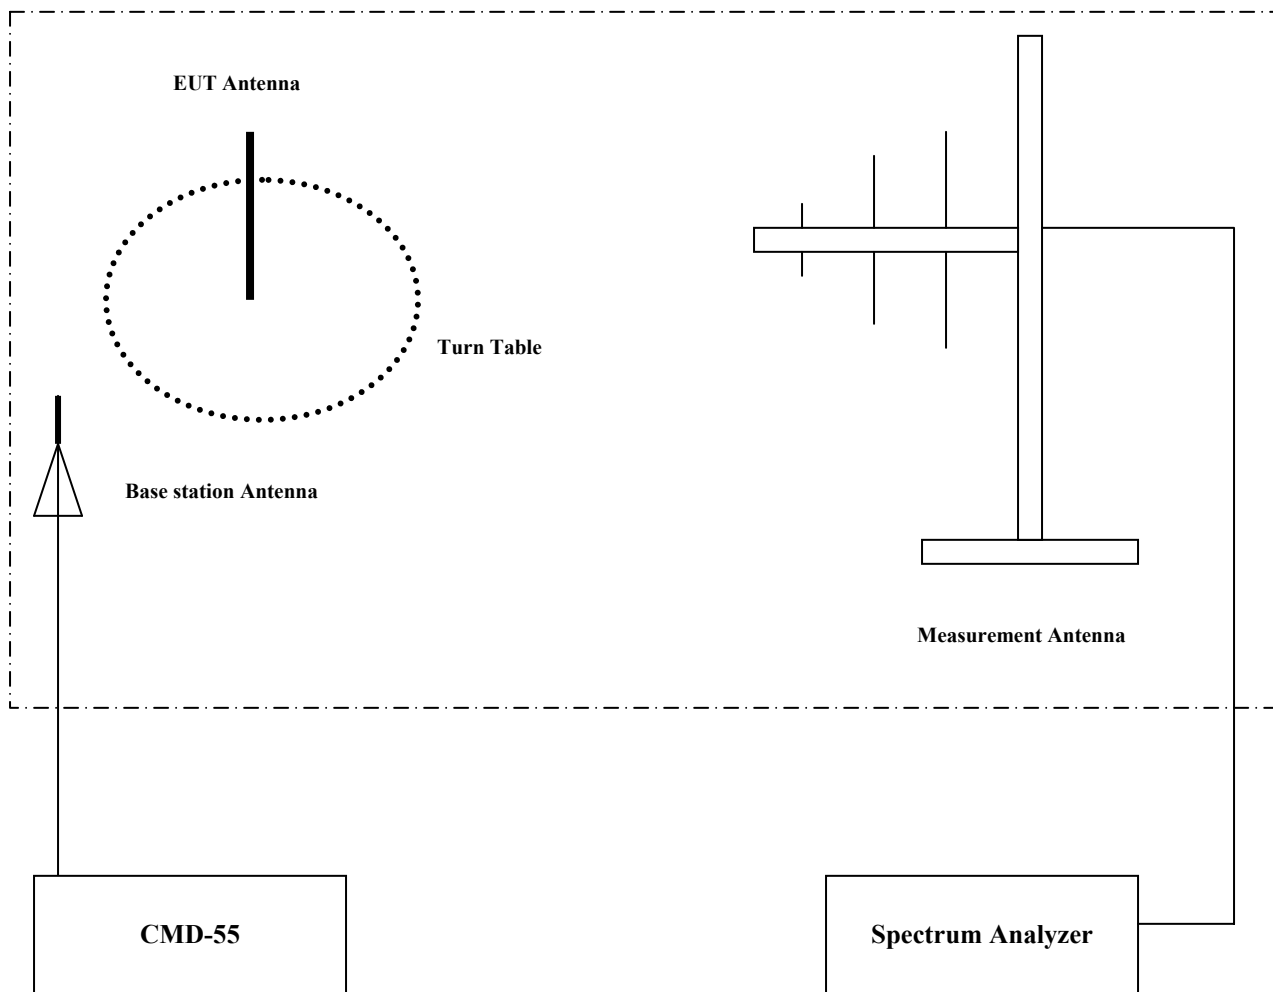 EUT Antenna
Turn Table
Base station Antenna
Measurement Antenna
CMD-55
Spectrum Analyzer